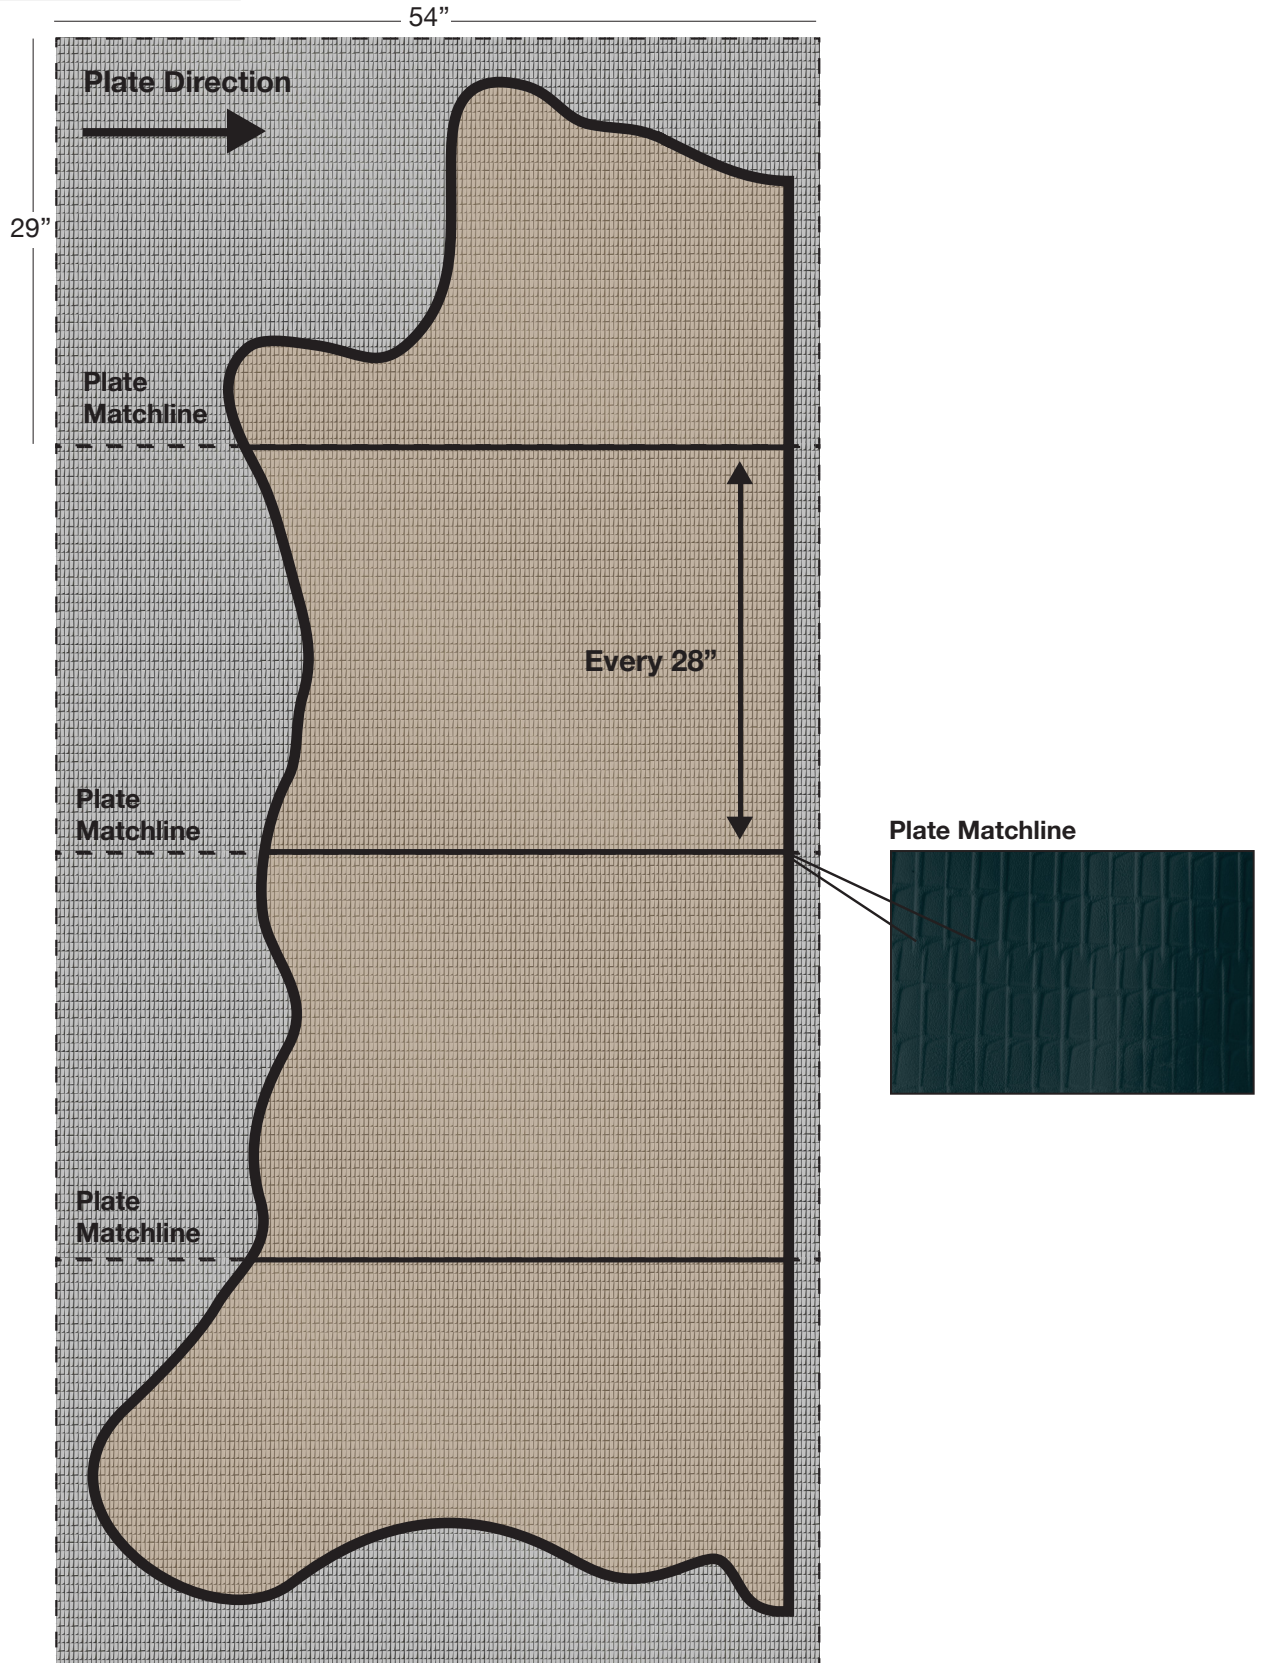 54”
Plate Direction
29”
Plate
Matchline
Every 28”
Plate
Matchline
Plate Matchline
Plate
Matchline